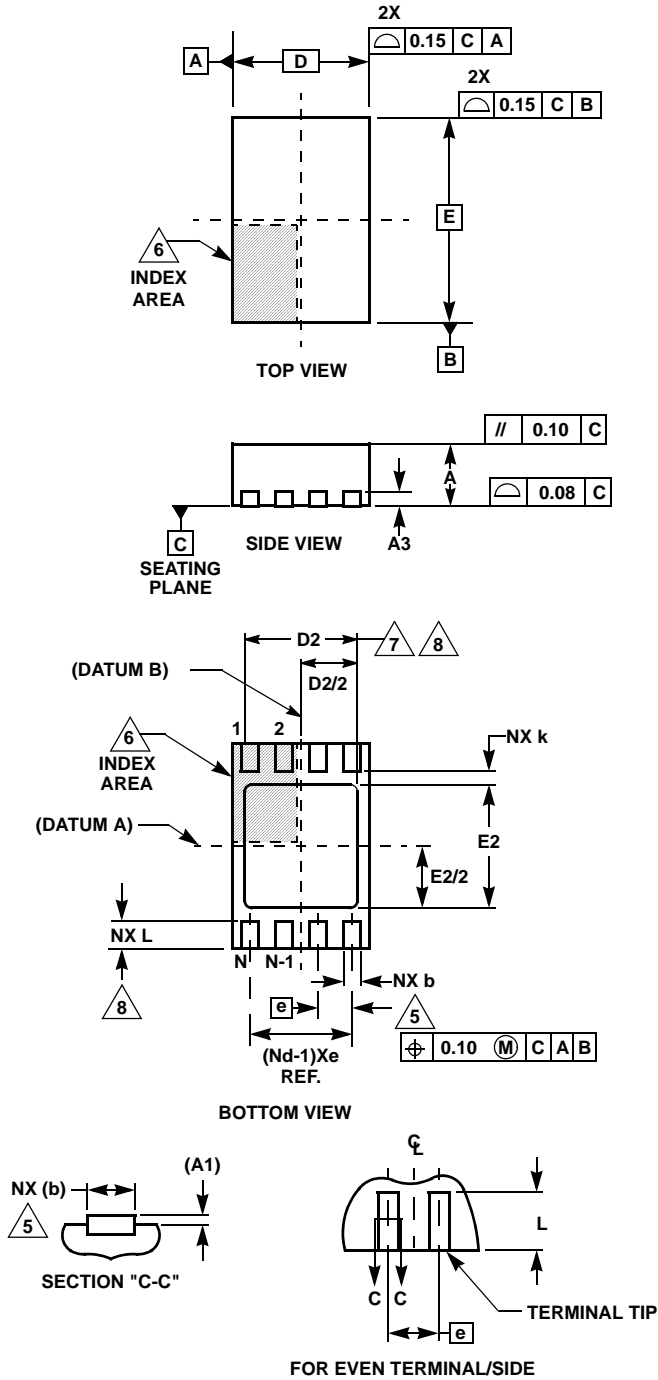 2X
0.15 C A
A
D
2X
0.15 C B
E
6
INDEX
AREA
B
TOP VIEW
// 0.10 C
A
0.08 C
C
SEATING
PLANE
SIDE VIEW
A3
D2
7 8
(DATUM B)
D2/2
1 2
6
INDEX
AREA
NX k
(DATUM A)
E2
E2/2
NX L
N N-1
NX b
8
e
5
(Nd-1)Xe
REF.
⌖ 0.10 Ⓜ C A B
BOTTOM VIEW
(A1)
NX (b)
5
SECTION "C-C"
℄
L
C C
TERMINAL TIP
e
FOR EVEN TERMINAL/SIDE